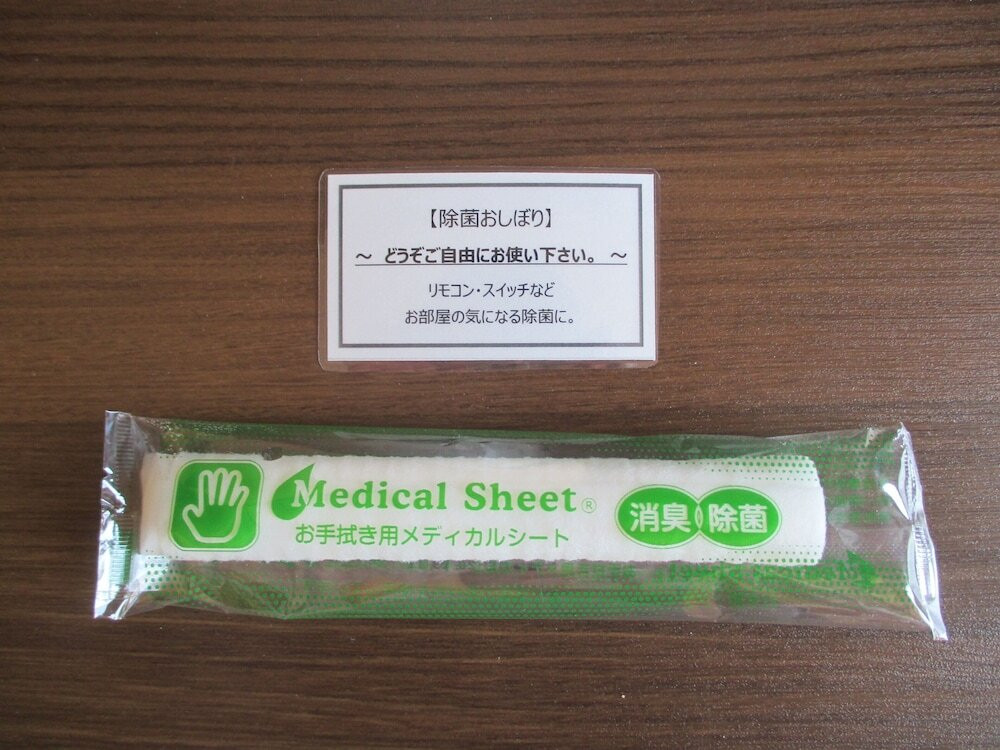 【除菌おしぼり】
～ どうぞご自由にお使い下さい。 ～
リモコン・スイッチなど
お部屋の気になる除菌に。
Medical Sheet®
お手拭き用メディカルシート
消臭 除菌